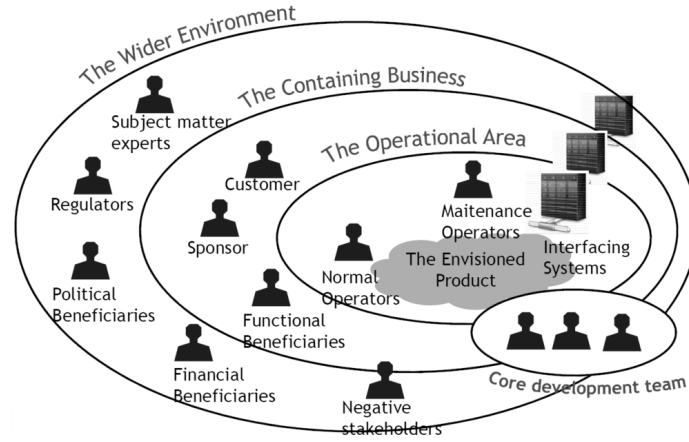 The Wider Environment
The Containing Business
The Operational Area
Subject matter
experts
Customer
Regulators
Maitenance
Operators
Sponsor
Interfacing
Systems
The Envisioned
Product
Normal
Operators
Political
Beneficiaries
Functional
Beneficiaries
Financial
Beneficiaries
Core development team
Negative
stakeholders